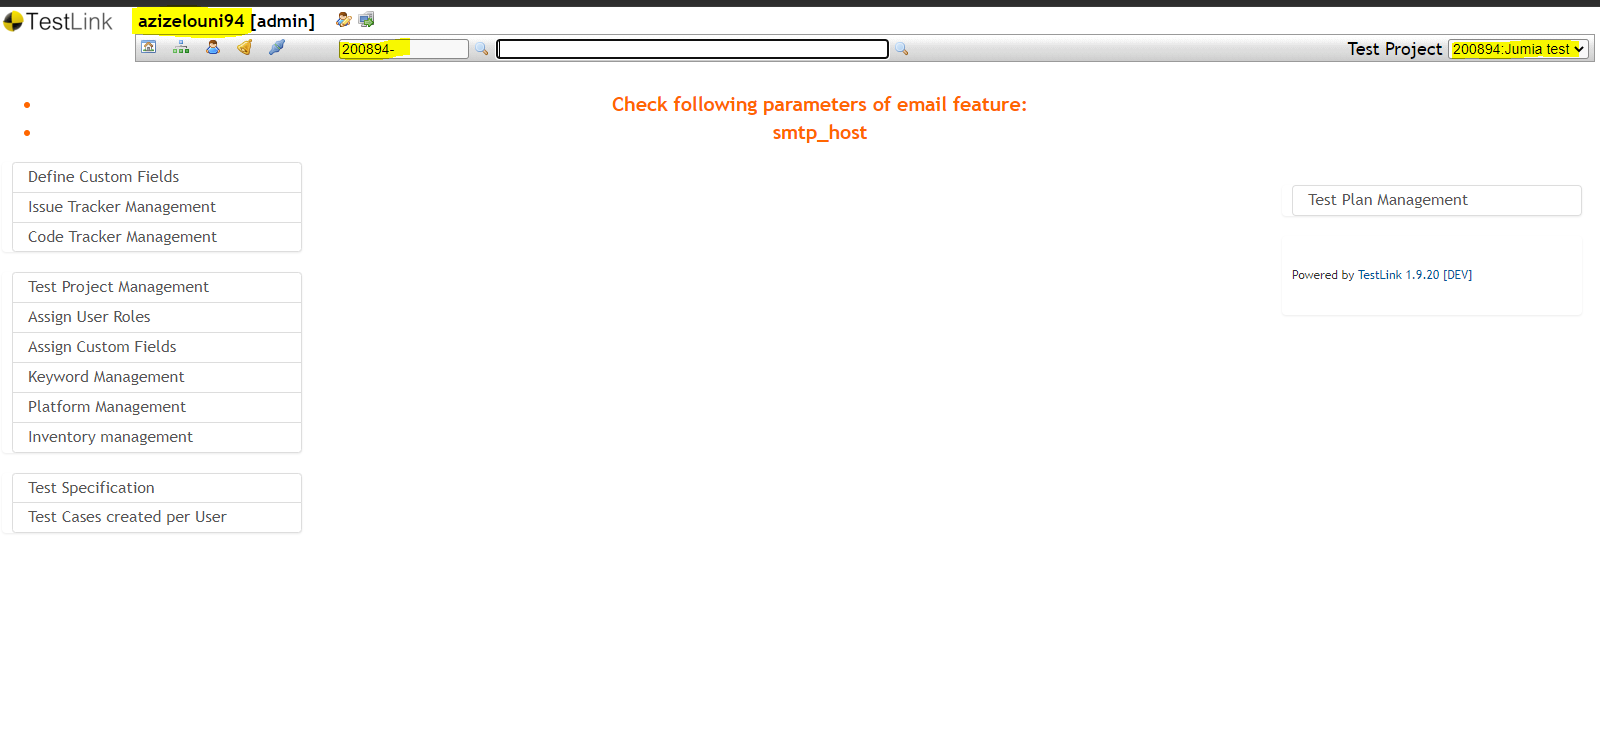 TestLink azizelouni94 [admin]
200894- Test Project 200894:Jumia test
Check following parameters of email feature:
smtp_host
Define Custom Fields
Issue Tracker Management
Code Tracker Management
Test Project Management
Assign User Roles
Assign Custom Fields
Keyword Management
Platform Management
Inventory management
Test Specification
Test Cases created per User
Test Plan Management
Powered by TestLink 1.9.20 [DEV]